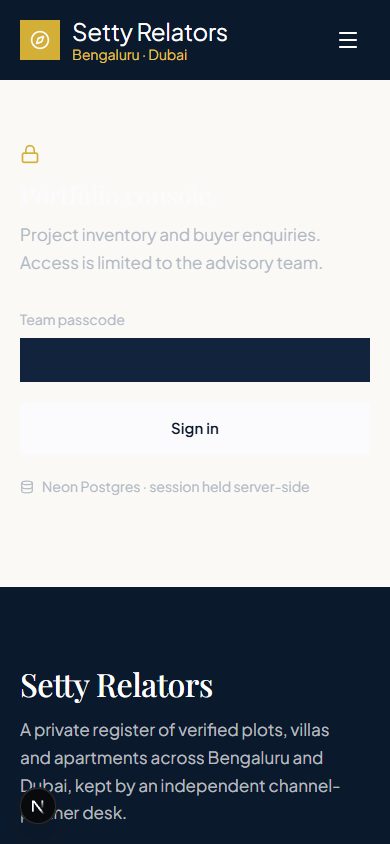 Setty Relators
Bengaluru · Dubai
Portfolio console
Project inventory and buyer enquiries.
Access is limited to the advisory team.
Team passcode
Sign in
Neon Postgres · session held server-side
Setty Relators
A private register of verified plots, villas
and apartments across Bengaluru and
Dubai, kept by an independent channel-
desk.
N